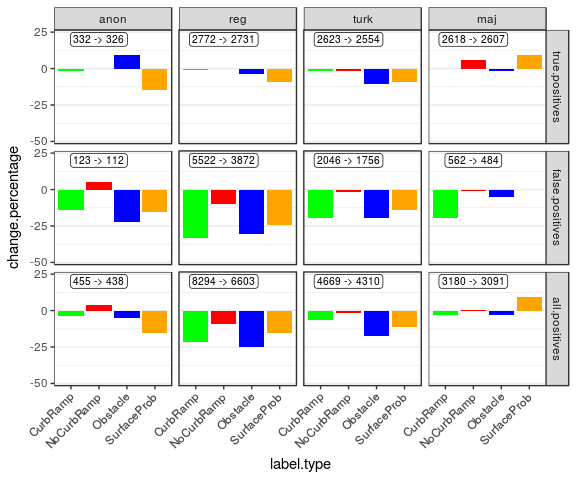 anon reg turk maj
25 332 -> 326 2772 -> 2731 2623 -> 2554 2618 -> 2607
0
-25
-50
true.positives
25 123 -> 112 5522 -> 3872 2046 -> 1756 562 -> 484
0
-25
-50
false.positives
25 455 -> 438 8294 -> 6603 4669 -> 4310 3180 -> 3091
0
-25
-50
all.positives
change.percentage
CurbRamp NoCurbRamp Obstacle SurfaceProb CurbRamp NoCurbRamp Obstacle SurfaceProb CurbRamp NoCurbRamp Obstacle SurfaceProb CurbRamp NoCurbRamp Obstacle SurfaceProb
label.type